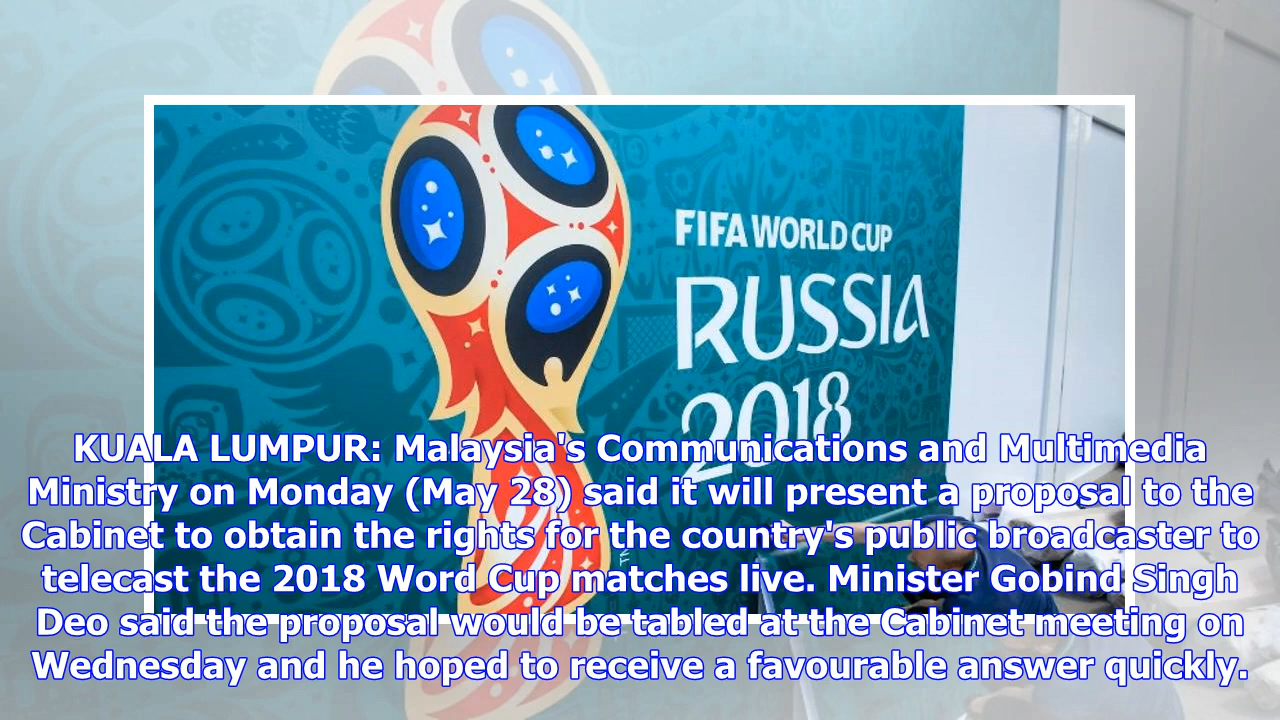 FIFA WORLD CUP
RUSSIA
2018
KUALA LUMPUR: Malaysia's Communications and Multimedia
Ministry on Monday (May 28) said it will present a proposal to the
Cabinet to obtain the rights for the country's public broadcaster to
telecast the 2018 Word Cup matches live. Minister Gobind Singh
Deo said the proposal would be tabled at the Cabinet meeting on
Wednesday and he hoped to receive a favourable answer quickly.